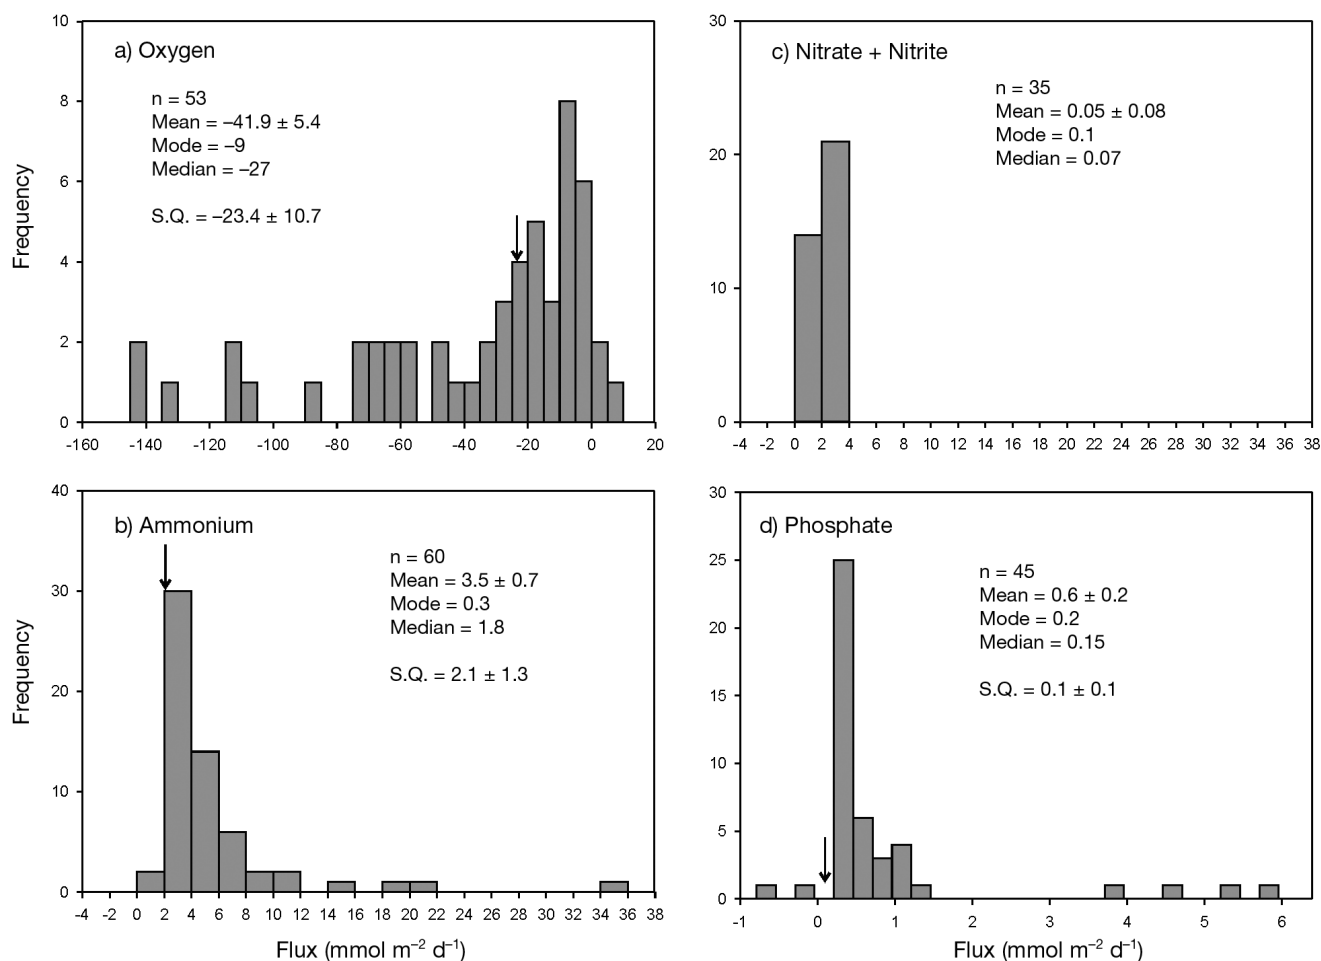 a) Oxygen
n = 53
Mean = –41.9 ± 5.4
Mode = –9
Median = –27
S.Q. = –23.4 ± 10.7
Frequency
10
8
6
4
2
0
-160 -140 -120 -100 -80 -60 -40 -20 0 20
c) Nitrate + Nitrite
n = 35
Mean = 0.05 ± 0.08
Mode = 0.1
Median = 0.07
30
20
10
0
-4 -2 0 2 4 6 8 10 12 14 16 18 20 22 24 26 28 30 32 34 36 38
b) Ammonium
n = 60
Mean = 3.5 ± 0.7
Mode = 0.3
Median = 1.8
S.Q. = 2.1 ± 1.3
Frequency
40
30
20
10
0
-4 -2 0 2 4 6 8 10 12 14 16 18 20 22 24 26 28 30 32 34 36 38
Flux (mmol m–2 d–1)
d) Phosphate
n = 45
Mean = 0.6 ± 0.2
Mode = 0.2
Median = 0.15
S.Q. = 0.1 ± 0.1
30
25
20
15
10
5
0
-1 0 1 2 3 4 5 6
Flux (mmol m–2 d–1)